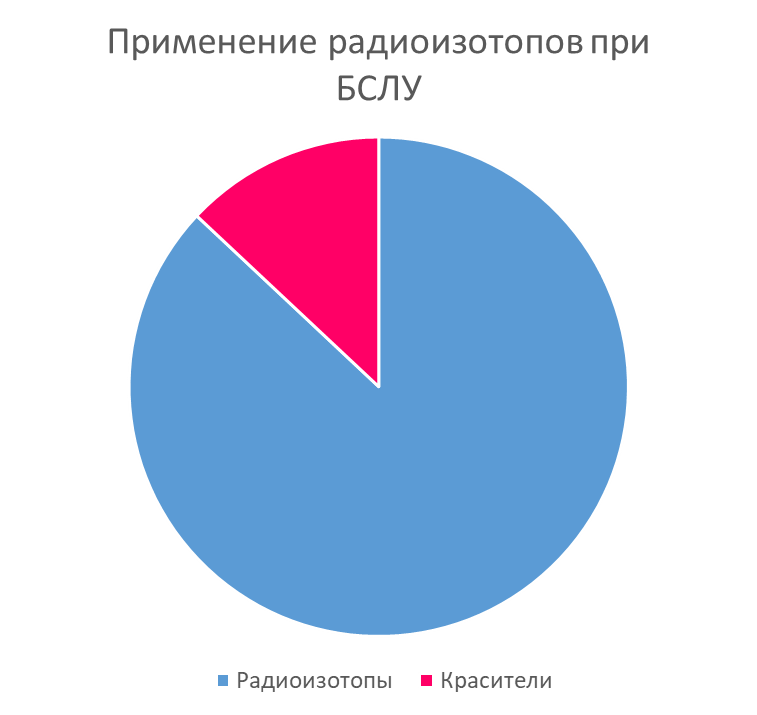 Применение радиоизотопов при
БСЛУ
Радиоизотопы Красители